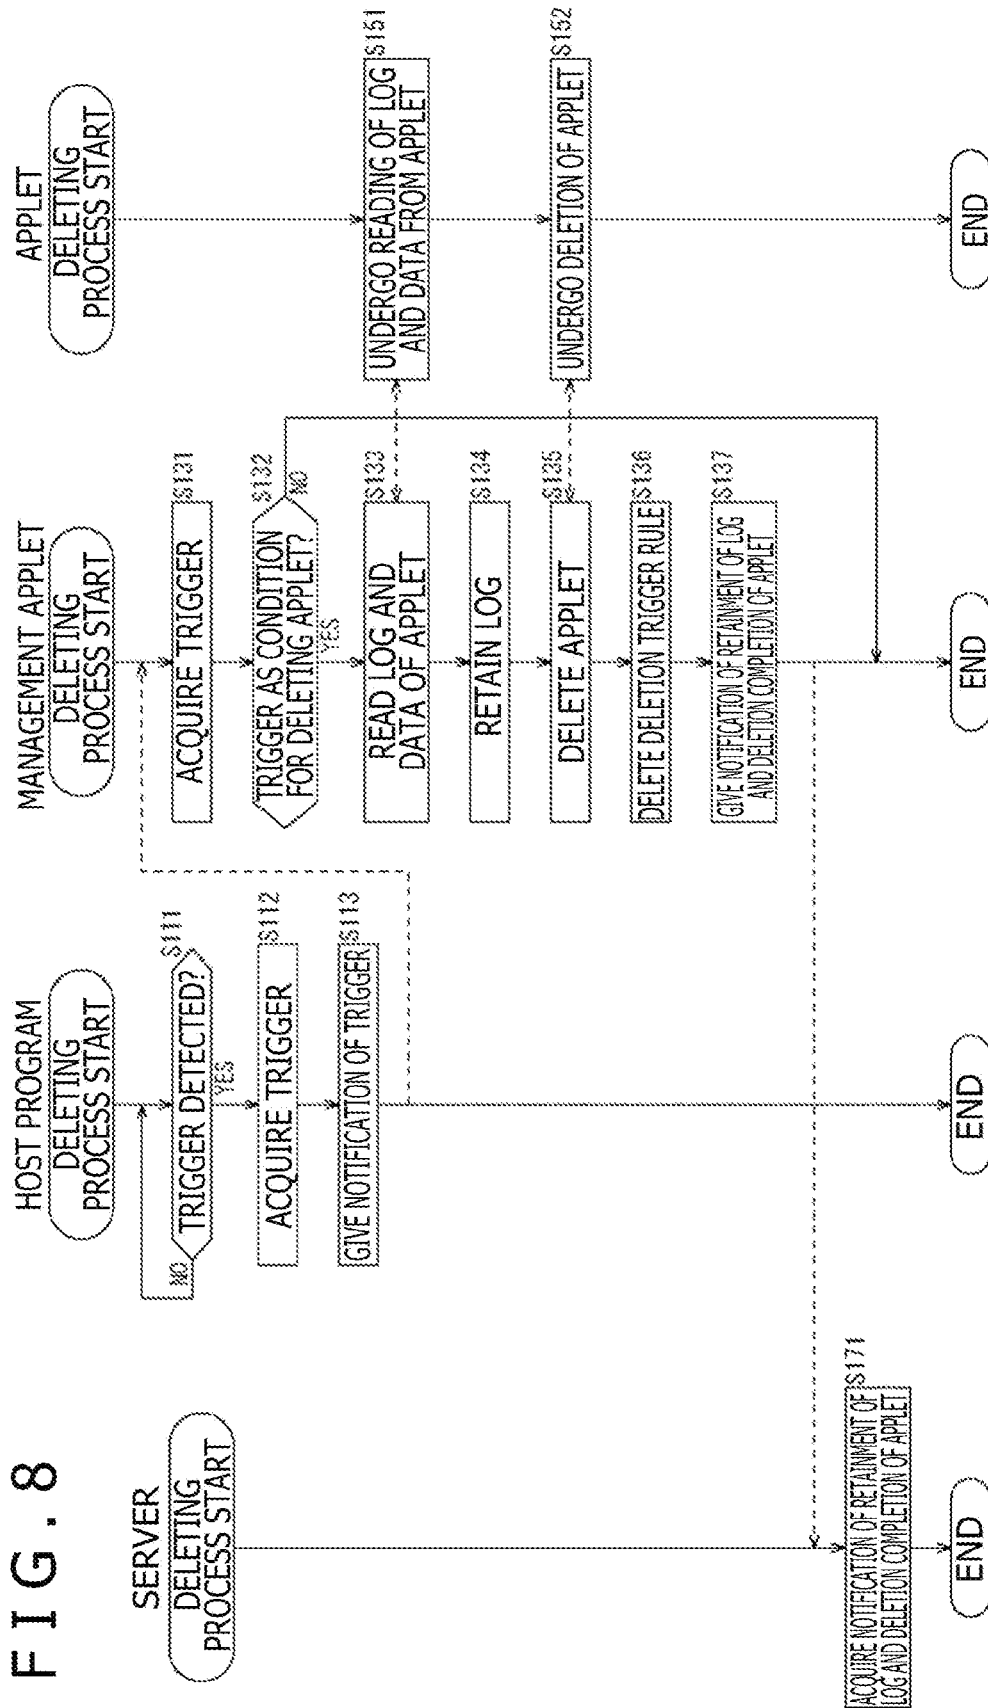 FIG.8
SERVER
DELETING
PROCESS START
S171
ACQUIRE NOTIFICATION OF RETAINMENT OF
LOG AND DELETION COMPLETION OF APPLET
END
HOST PROGRAM
DELETING
PROCESS START
S111
TRIGGER DETECTED?
NO
YES
S112
ACQUIRE TRIGGER
S113
GIVE NOTIFICATION OF TRIGGER
END
MANAGEMENT APPLET
DELETING
PROCESS START
S131
ACQUIRE TRIGGER
S132
TRIGGER AS CONDITION
FOR DELETING APPLET?
NO
YES
S133
READ LOG AND
DATA OF APPLET
S134
RETAIN LOG
S135
DELETE APPLET
S136
DELETE DELETION TRIGGER RULE
S137
GIVE NOTIFICATION OF RETAINMENT OF LOG
AND DELETION COMPLETION OF APPLET
END
APPLET
DELETING
PROCESS START
S151
UNDERGO READING OF LOG
AND DATA FROM APPLET
S152
UNDERGO DELETION OF APPLET
END